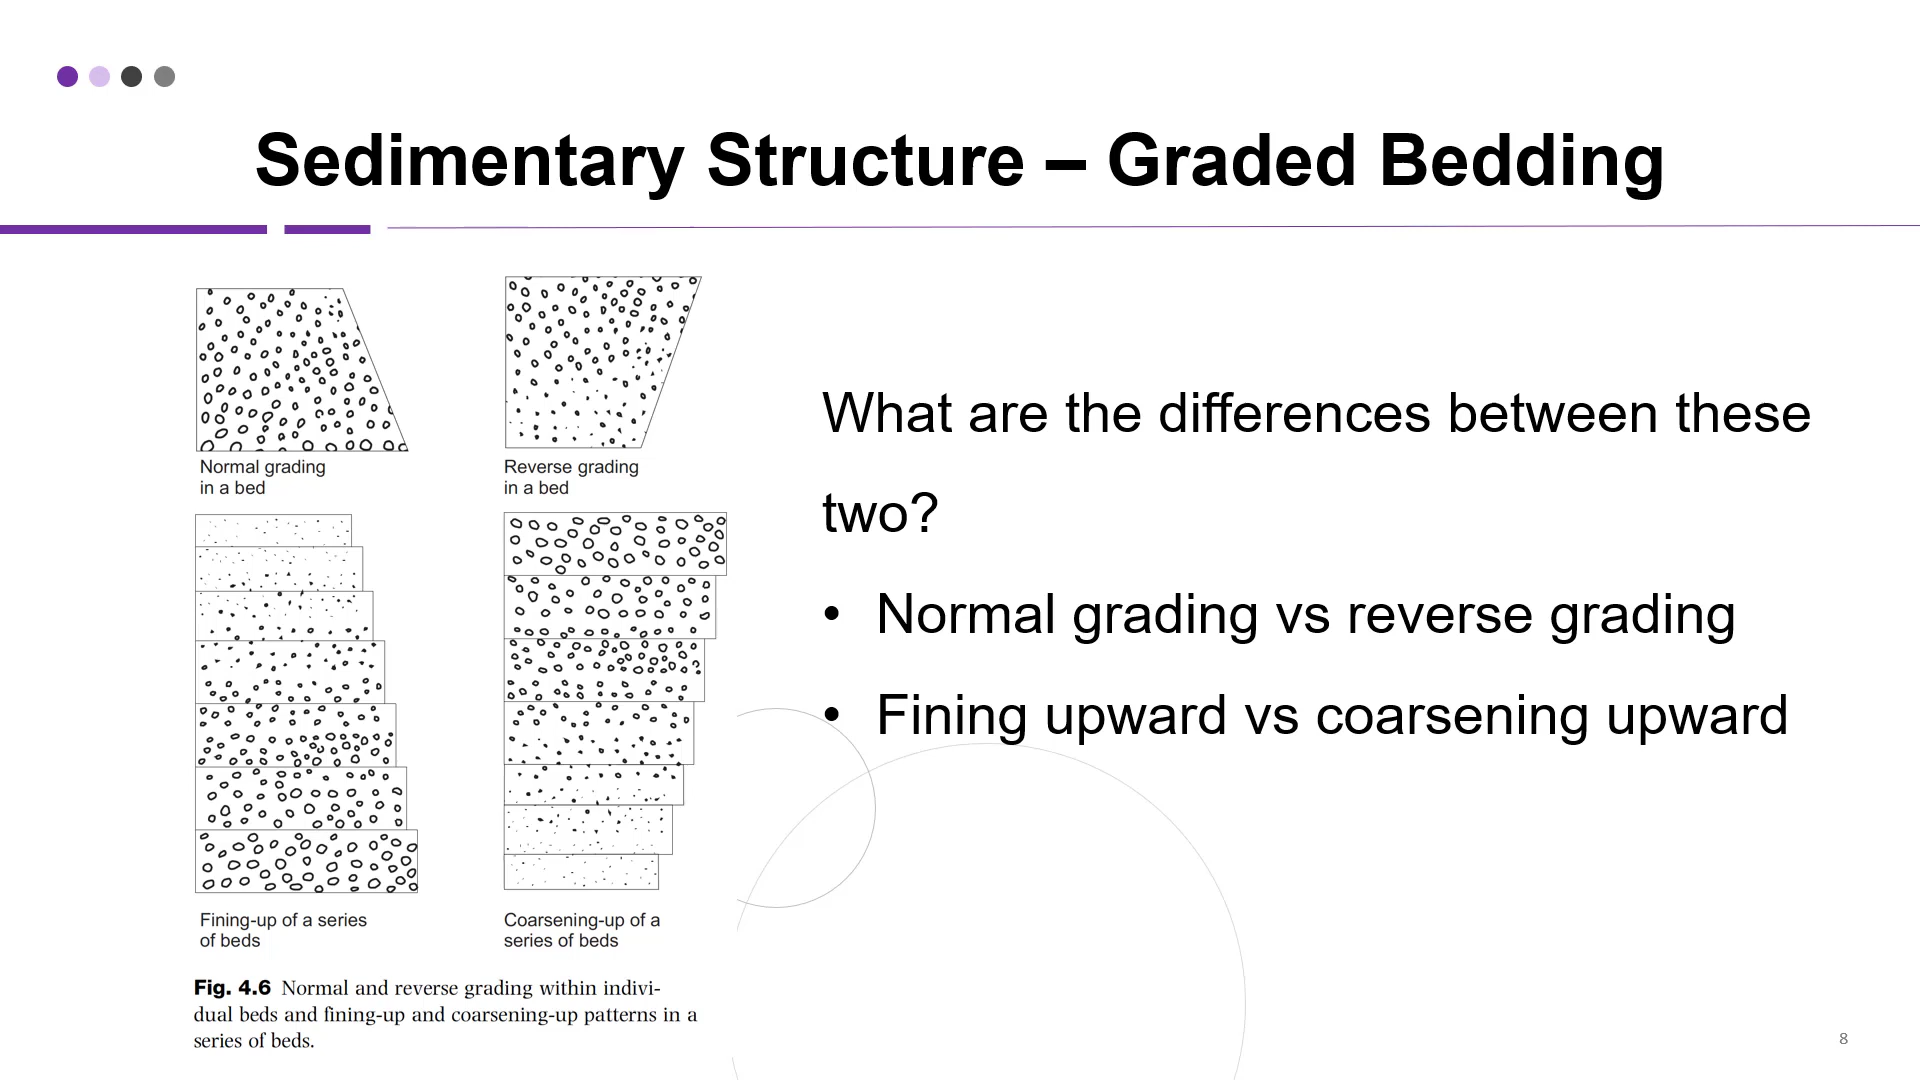 Sedimentary Structure – Graded Bedding
Normal grading
in a bed
Reverse grading
in a bed
Fining-up of a series
of beds
Coarsening-up of a
series of beds
Fig. 4.6 Normal and reverse grading within indivi-
dual beds and fining-up and coarsening-up patterns in a
series of beds.
What are the differences between these
two?
• Normal grading vs reverse grading
• Fining upward vs coarsening upward
8